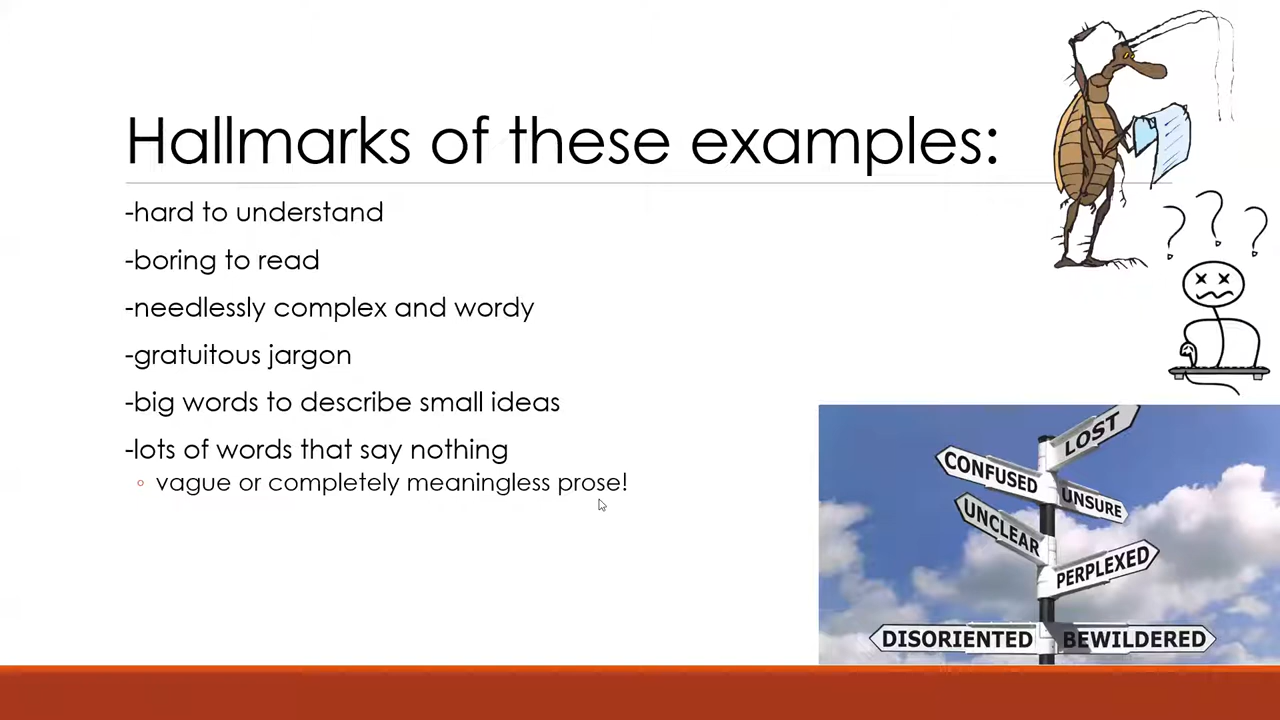 Hallmarks of these examples:
-hard to understand
-boring to read
-needlessly complex and wordy
-gratuitous jargon
-big words to describe small ideas
-lots of words that say nothing
◦ vague or completely meaningless prose!
? ? ?
LOST
CONFUSED
UNSURE
UNCLEAR
PERPLEXED
DISORIENTED
BEWILDERED